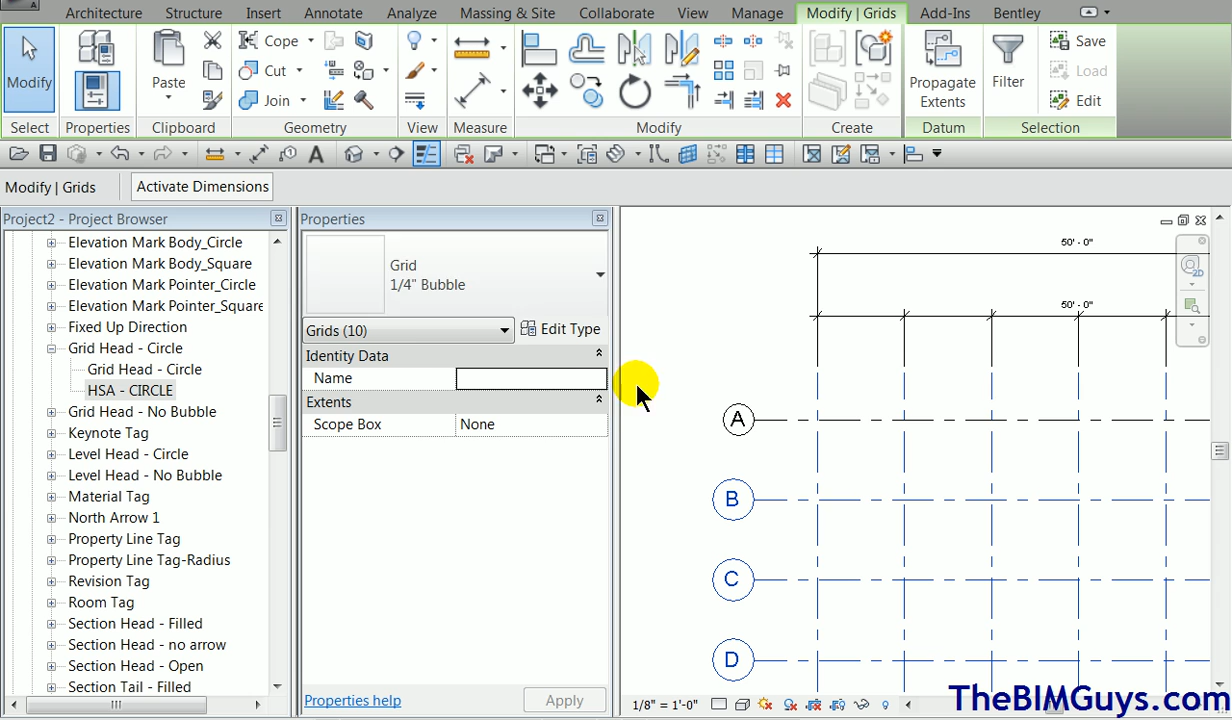 Architecture Structure Insert Annotate Analyze Massing & Site Collaborate View Manage Modify | Grids Add-Ins Bentley
Modify
Paste
Cope
Cut
Join
Propagate
Extents
Filter
Save
Load
Edit
Select Properties Clipboard Geometry View Measure Modify Create Datum Selection
Modify | Grids Activate Dimensions
Project2 - Project Browser
Elevation Mark Body_Circle
Elevation Mark Body_Square
Elevation Mark Pointer_Circle
Elevation Mark Pointer_Square
Fixed Up Direction
Grid Head - Circle
Grid Head - Circle
HSA - CIRCLE
Grid Head - No Bubble
Keynote Tag
Level Head - Circle
Level Head - No Bubble
Material Tag
North Arrow 1
Property Line Tag
Property Line Tag-Radius
Revision Tag
Room Tag
Section Head - Filled
Section Head - no arrow
Section Head - Open
Section Tail - Filled
Properties
Grid
1/4" Bubble
Grids (10) Edit Type
Identity Data
Name
Extents
Scope Box None
Properties help Apply
50' - 0"
2D
50' - 0"
A
B
C
D
1/8" = 1'-0"
TheBIMGuys.com